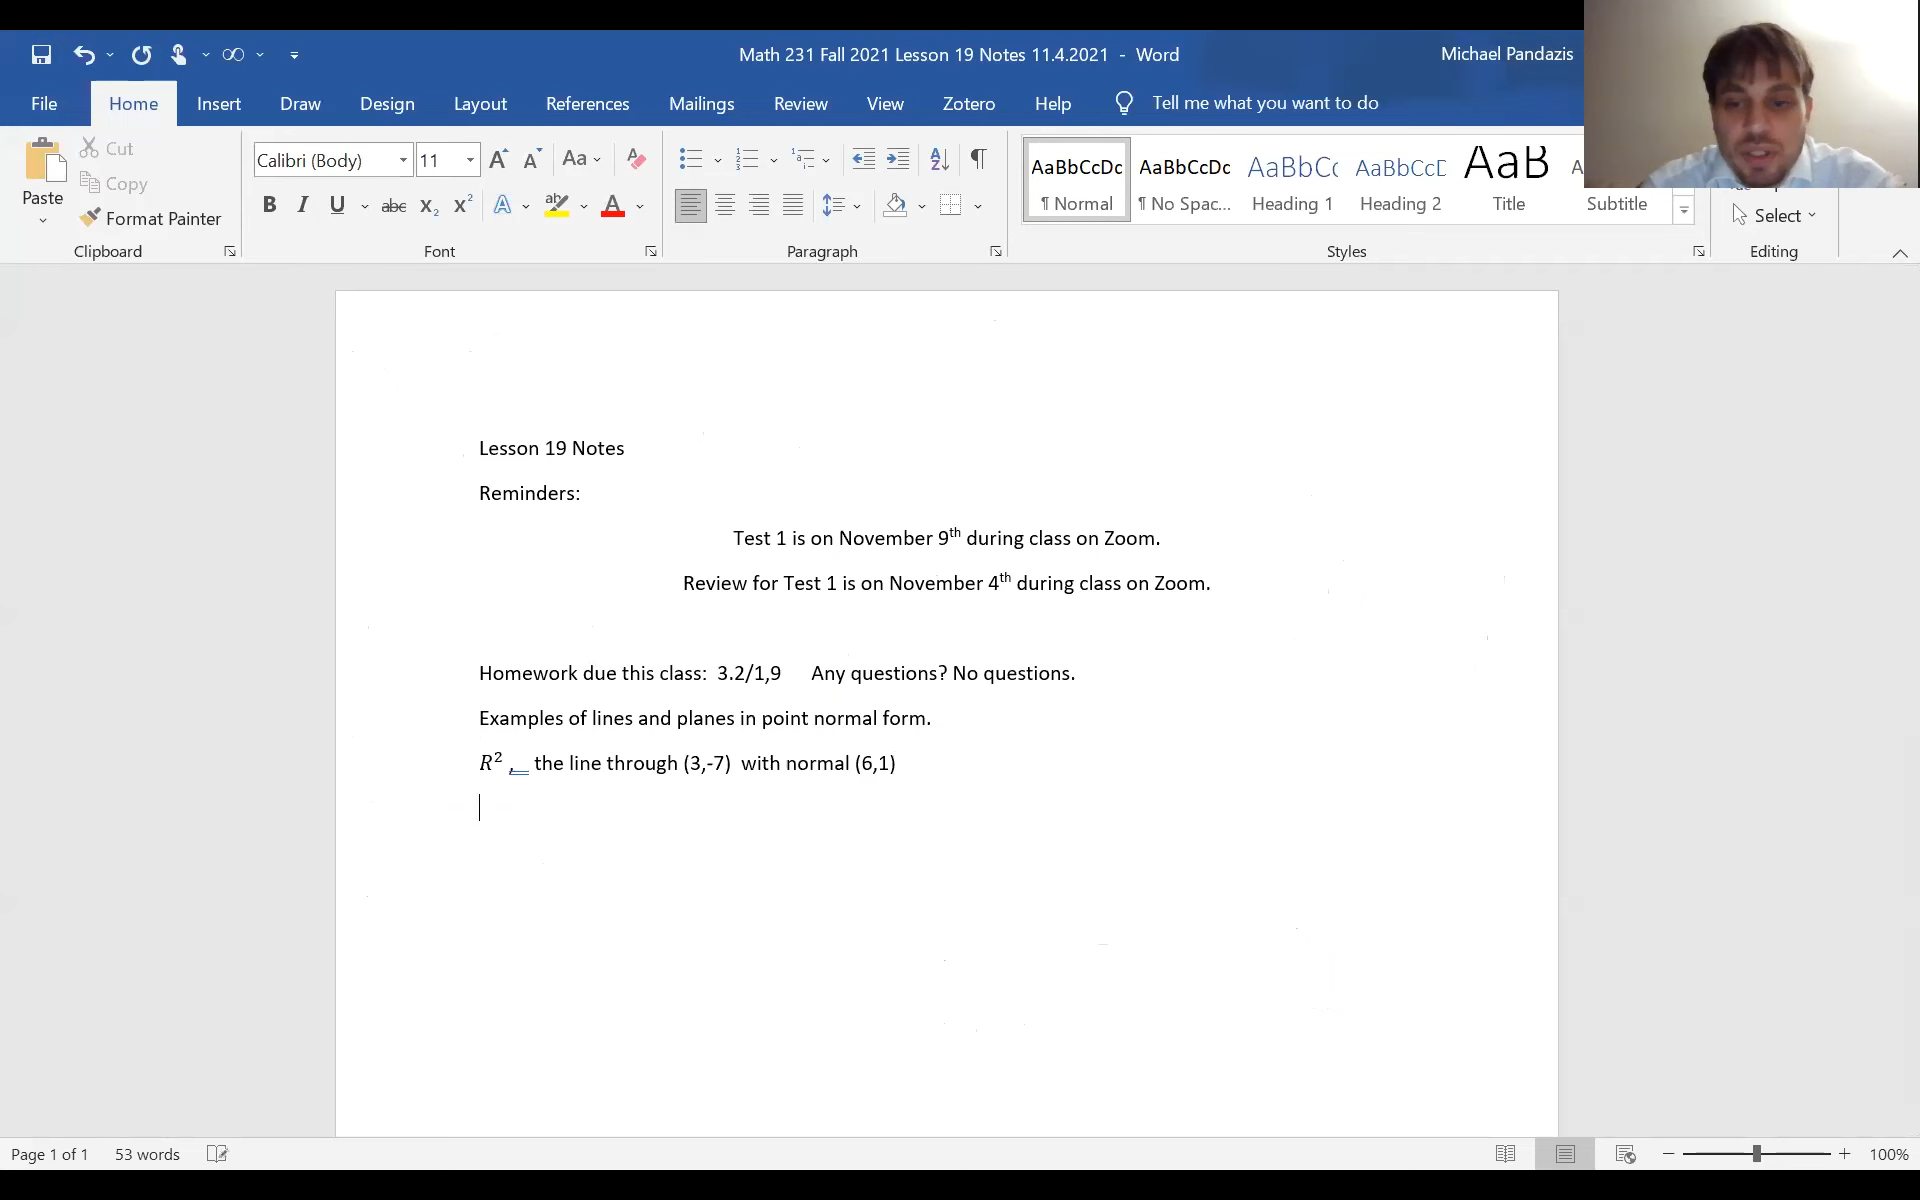 Math 231 Fall 2021 Lesson 19 Notes 11.4.2021 - Word
Michael Pandazis
File Home Insert Draw Design Layout References Mailings Review View Zotero Help Tell me what you want to do
Paste
Cut
Copy
Format Painter
Clipboard
Calibri (Body) 11
Aa
B I U abc X₂ X² A ab A
Font
Paragraph
AaBbCcDc AaBbCcDc AaBbCc AaBbCcD AaB
¶ Normal ¶ No Spac... Heading 1 Heading 2 Title Subtitle
Styles
Select
Editing
Lesson 19 Notes
Reminders:
Test 1 is on November 9th during class on Zoom.
Review for Test 1 is on November 4th during class on Zoom.
Homework due this class: 3.2/1,9 Any questions? No questions.
Examples of lines and planes in point normal form.
R² , the line through (3,-7) with normal (6,1)
Page 1 of 1 53 words
100%